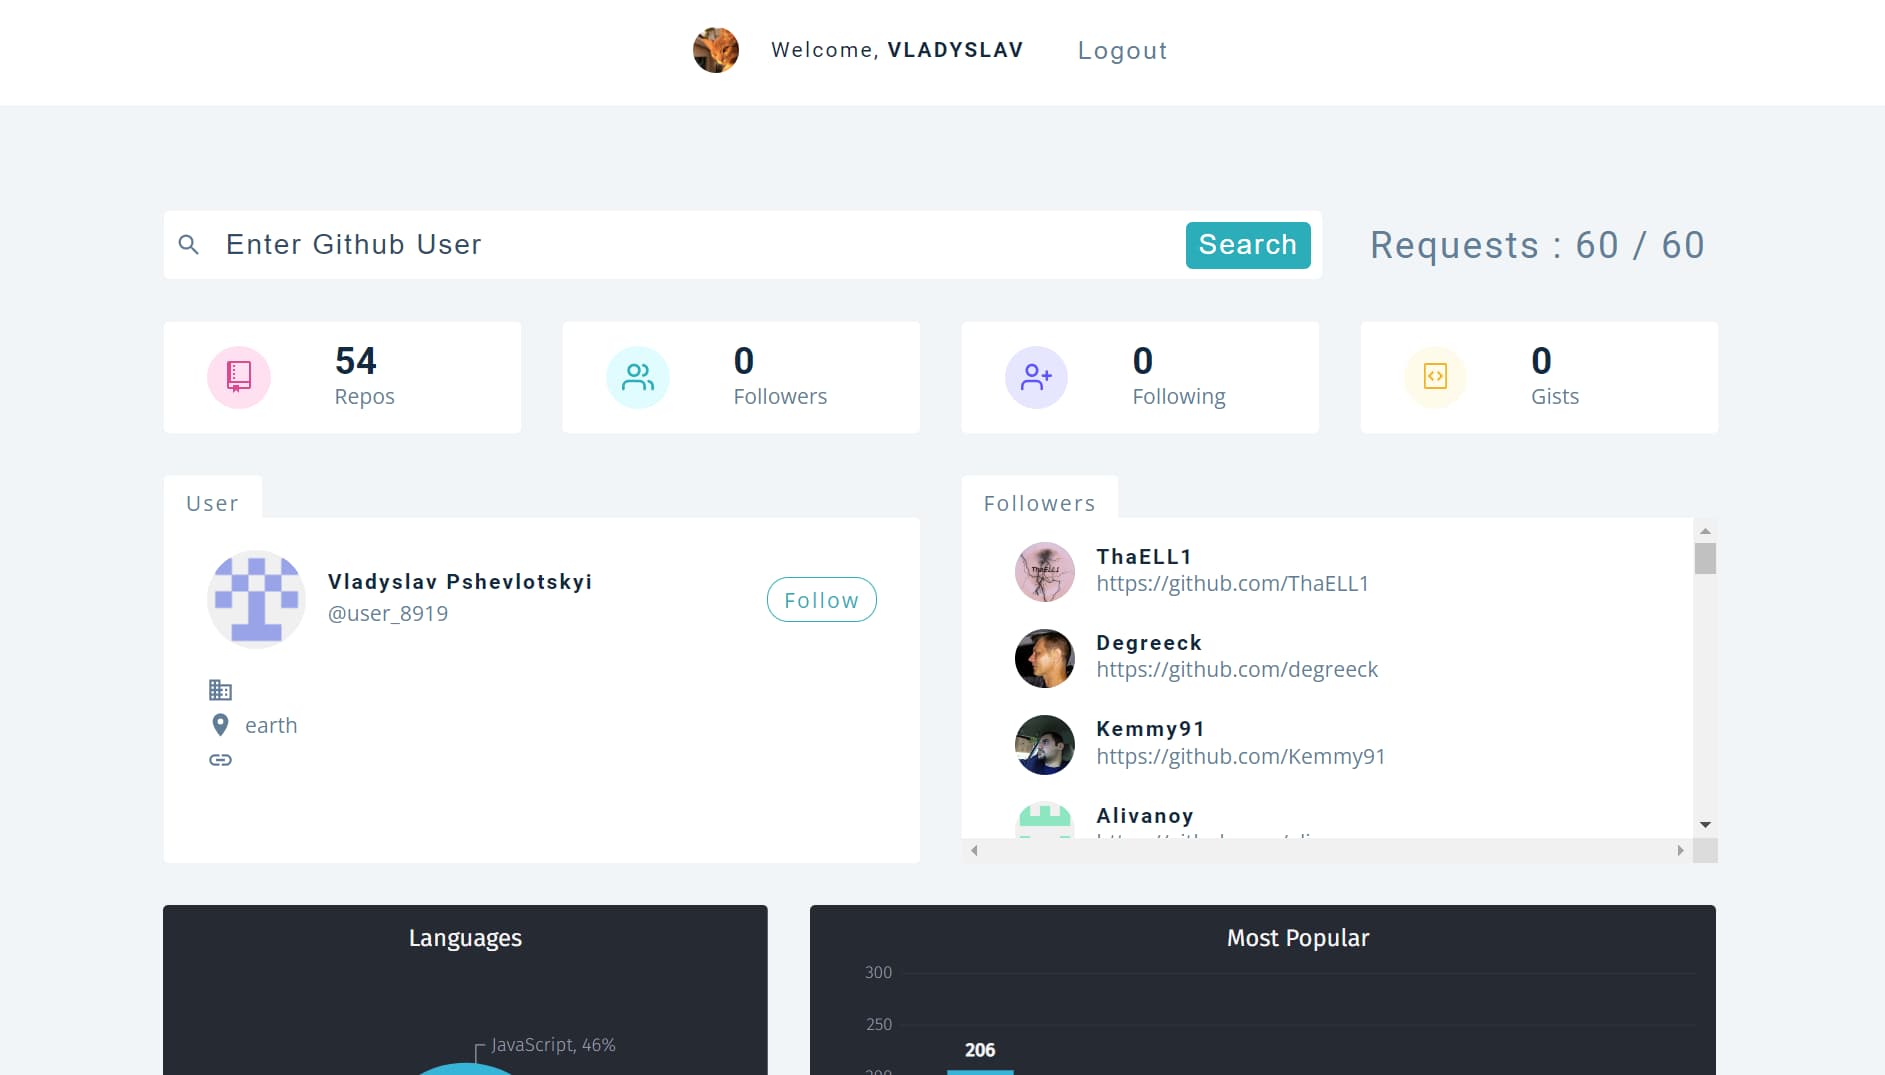 Welcome, VLADYSLAV
Logout
Enter Github User
Search
Requests : 60 / 60
54
Repos
0
Followers
0
Following
0
Gists
User
Vladyslav Pshevlotskyi
@user_8919
Follow
earth
Followers
ThaELL1
https://github.com/ThaELL1
Degreeck
https://github.com/degreeck
Kemmy91
https://github.com/Kemmy91
Alivanoy
Languages
JavaScript, 46%
Most Popular
300
250
206